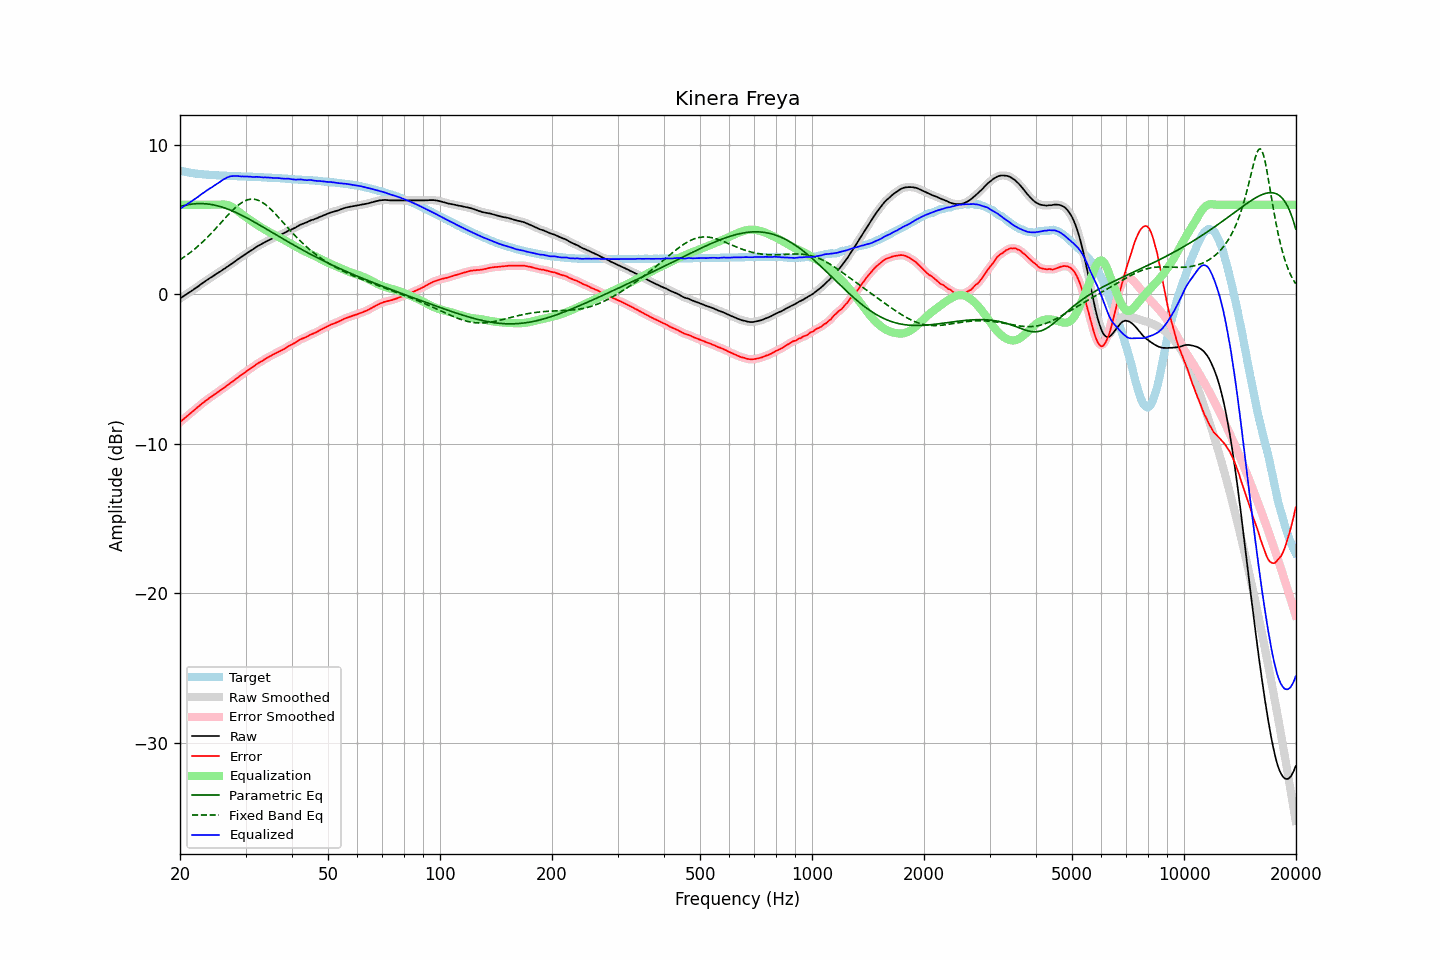 Kinera Freya
10
0
−10
−20
−30
Amplitude (dBr)
Target
Raw Smoothed
Error Smoothed
Raw
Error
Equalization
Parametric Eq
Fixed Band Eq
Equalized
20 50 100 200 500 1000 2000 5000 10000 20000
Frequency (Hz)